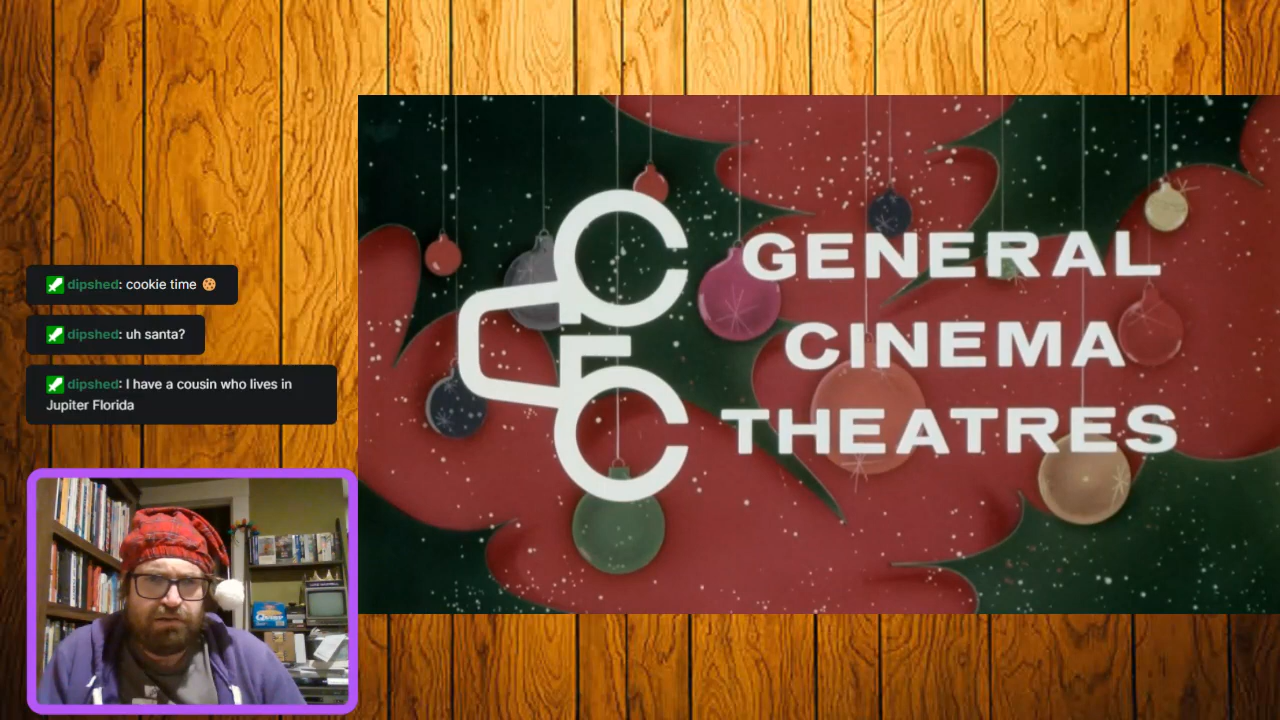 dipshed: cookie time 🍪
dipshed: uh santa?
dipshed: I have a cousin who lives in
Jupiter Florida
GENERAL
CINEMA
THEATRES